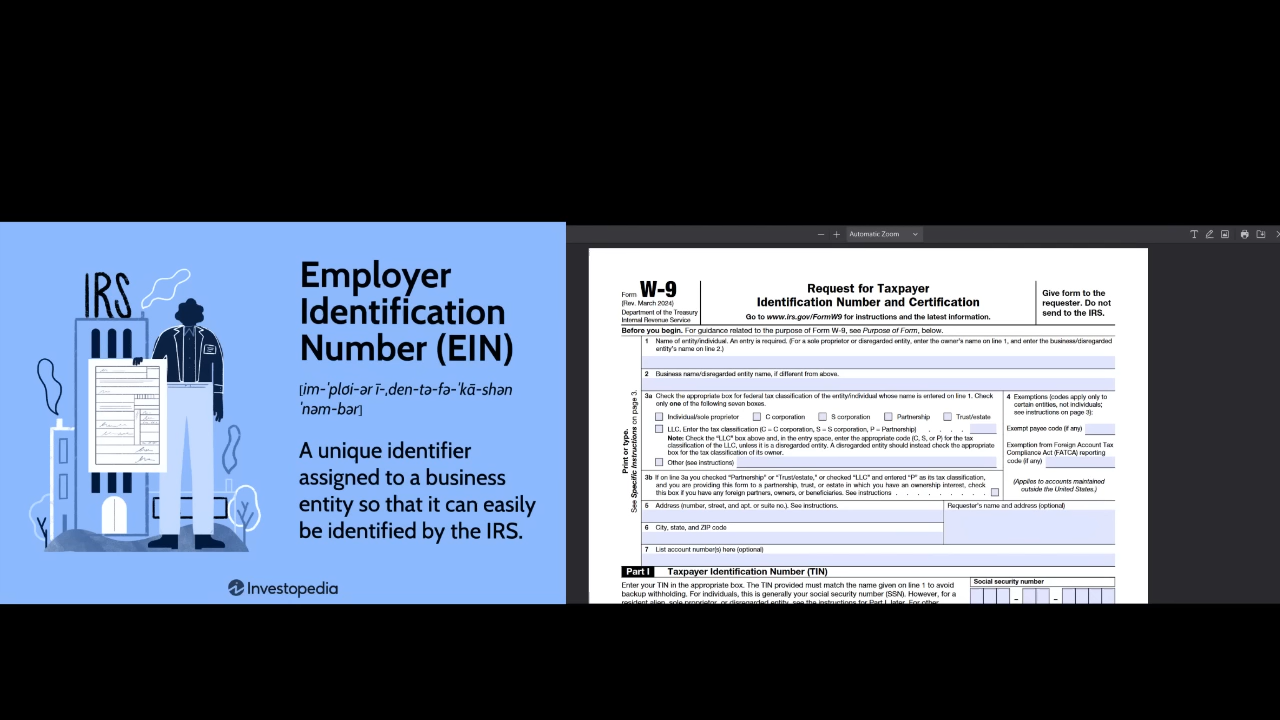 IRS
Employer
Identification
Number (EIN)
[im-ˈplȯi-ər ī-ˌden-tə-fə-ˈkā-shən
ˈnəm-bər]
A unique identifier
assigned to a business
entity so that it can easily
be identified by the IRS.
Investopedia
Automatic Zoom
Form W-9
(Rev. March 2024)
Department of the Treasury
Internal Revenue Service
Request for Taxpayer
Identification Number and Certification
Go to www.irs.gov/FormW9 for instructions and the latest information.
Give form to the
requester. Do not
send to the IRS.
Before you begin. For guidance related to the purpose of Form W-9, see Purpose of Form, below.
Print or type.
See Specific Instructions on page 3.
1 Name of entity/individual. An entry is required. (For a sole proprietor or disregarded entity, enter the owner's name on line 1, and enter the business/disregarded
entity's name on line 2.)
2 Business name/disregarded entity name, if different from above.
3a Check the appropriate box for federal tax classification of the entity/individual whose name is entered on line 1. Check
only one of the following seven boxes.
Individual/sole proprietor C corporation S corporation Partnership Trust/estate
LLC. Enter the tax classification (C = C corporation, S = S corporation, P = Partnership) . . . .
Note: Check the "LLC" box above and, in the entry space, enter the appropriate code (C, S, or P) for the tax
classification of the LLC, unless it is a disregarded entity. A disregarded entity should instead check the appropriate
box for the tax classification of its owner.
Other (see instructions)
3b If on line 3a you checked "Partnership" or "Trust/estate," or checked "LLC" and entered "P" as its tax classification,
and you are providing this form to a partnership, trust, or estate in which you have an ownership interest, check
this box if you have any foreign partners, owners, or beneficiaries. See instructions . . . . . . . . .
4 Exemptions (codes apply only to
certain entities, not individuals;
see instructions on page 3):
Exempt payee code (if any)
Exemption from Foreign Account Tax
Compliance Act (FATCA) reporting
code (if any)
(Applies to accounts maintained
outside the United States.)
5 Address (number, street, and apt. or suite no.). See instructions.
Requester's name and address (optional)
6 City, state, and ZIP code
7 List account number(s) here (optional)
Part I Taxpayer Identification Number (TIN)
Enter your TIN in the appropriate box. The TIN provided must match the name given on line 1 to avoid
backup withholding. For individuals, this is generally your social security number (SSN). However, for a
resident alien, sole proprietor, or disregarded entity, see the instructions for Part I, later. For other
Social security number
– –